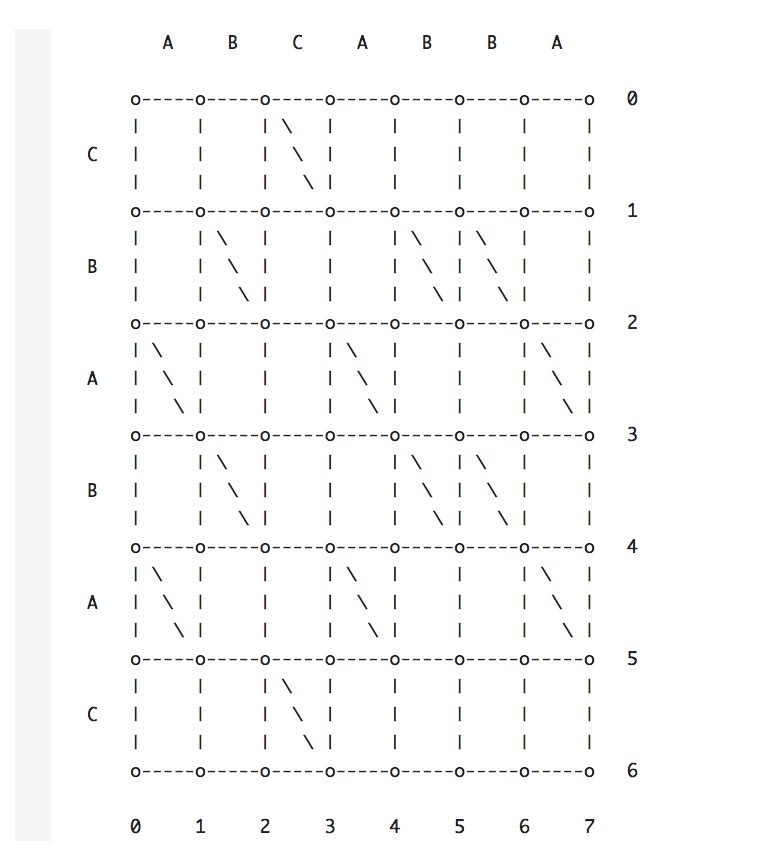 A B C A B B A
o----o----o----o----o----o----o----o 0
| | | \ | | | | |
C | | | \ | | | | |
| | | \ | | | | |
o----o----o----o----o----o----o----o 1
| | \ | | | \ | \ | |
B | | \ | | | \ | \ | |
| | \ | | | \ | \ | |
o----o----o----o----o----o----o----o 2
| \ | | | \ | | | \ |
A | \ | | | \ | | | \ |
| \ | | | \ | | | \ |
o----o----o----o----o----o----o----o 3
| | \ | | | \ | \ | |
B | | \ | | | \ | \ | |
| | \ | | | \ | \ | |
o----o----o----o----o----o----o----o 4
| \ | | | \ | | | \ |
A | \ | | | \ | | | \ |
| \ | | | \ | | | \ |
o----o----o----o----o----o----o----o 5
| | | \ | | | | |
C | | | \ | | | | |
| | | \ | | | | |
o----o----o----o----o----o----o----o 6
0 1 2 3 4 5 6 7